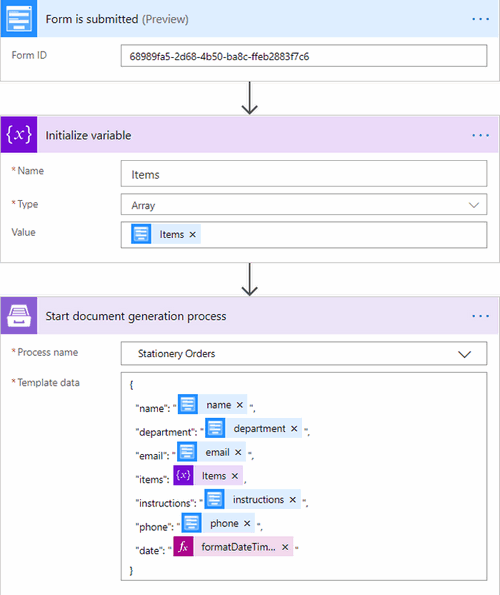 Form is submitted (Preview) ...
Form ID 68989fa5-2d68-4b50-ba8c-ffeb2883f7c6
{x} Initialize variable ...
* Name Items
* Type Array
Value Items ×
Start document generation process ...
* Process name Stationery Orders
* Template data {
"name": " name × ",
"department": " department × ",
"email": " email × ",
"items": {x} Items × ,
"instructions": " instructions × ",
"phone": " phone × ",
"date": " fx formatDateTim... × "
}